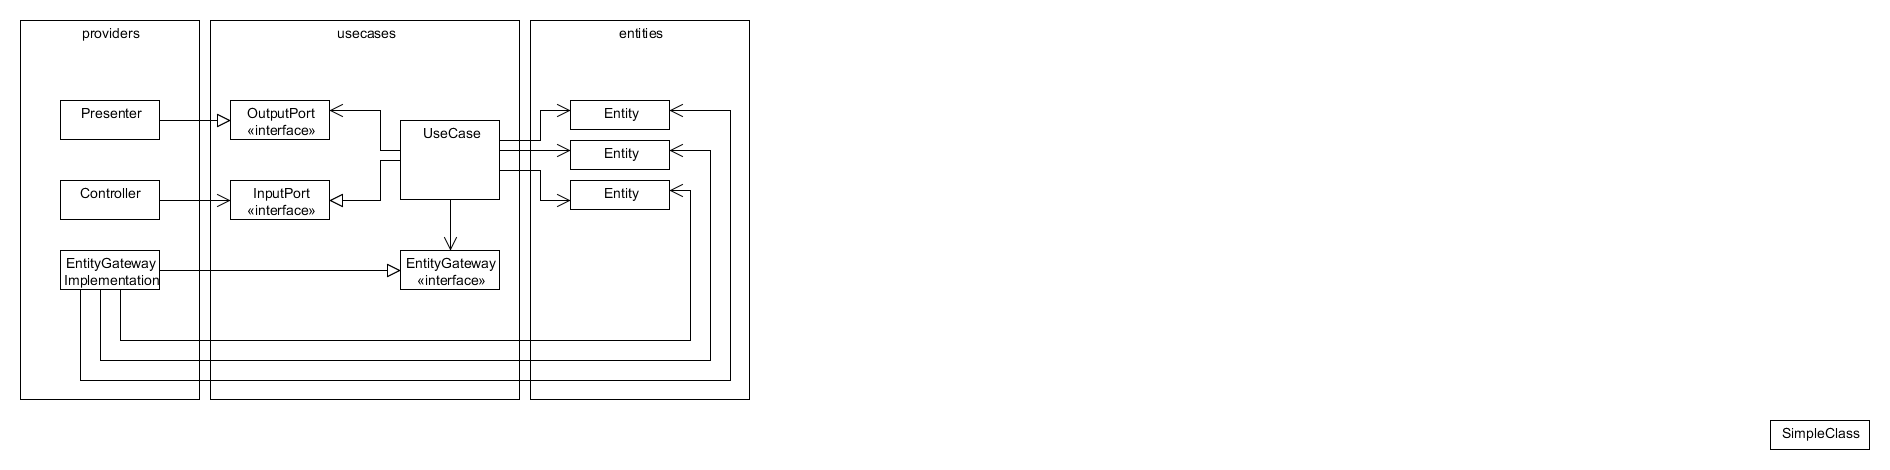 providers
usecases
entities
Presenter
OutputPort
«interface»
UseCase
Entity
Entity
Controller
InputPort
«interface»
Entity
EntityGateway
Implementation
EntityGateway
«interface»
SimpleClass